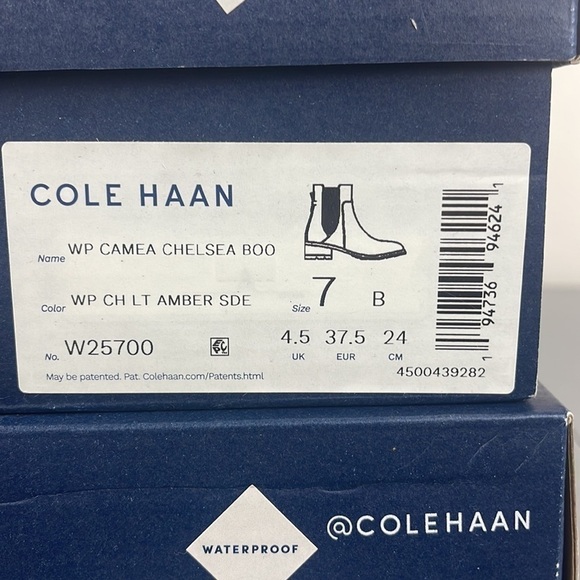 COLE HAAN
Name WP CAMEA CHELSEA BOO
Color WP CH LT AMBER SDE
Size 7 B
No. W25700
4.5 37.5 24
UK EUR CM
May be patented. Pat. Colehaan.com/Patents.html
4500439282
1 94736 94624 1
@COLEHAAN
WATERPROOF